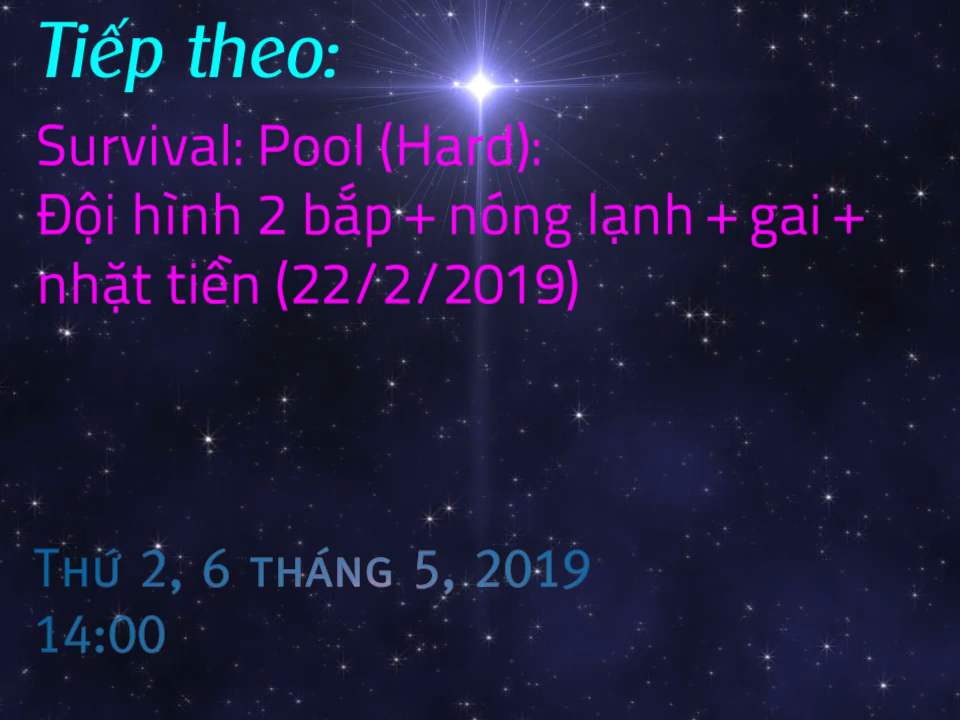 Tiếp theo:
Survival: Pool (Hard):
Đội hình 2 bắp + nóng lạnh + gai +
nhặt tiền (22/2/2019)
Thứ 2, 6 tháng 5, 2019
14:00